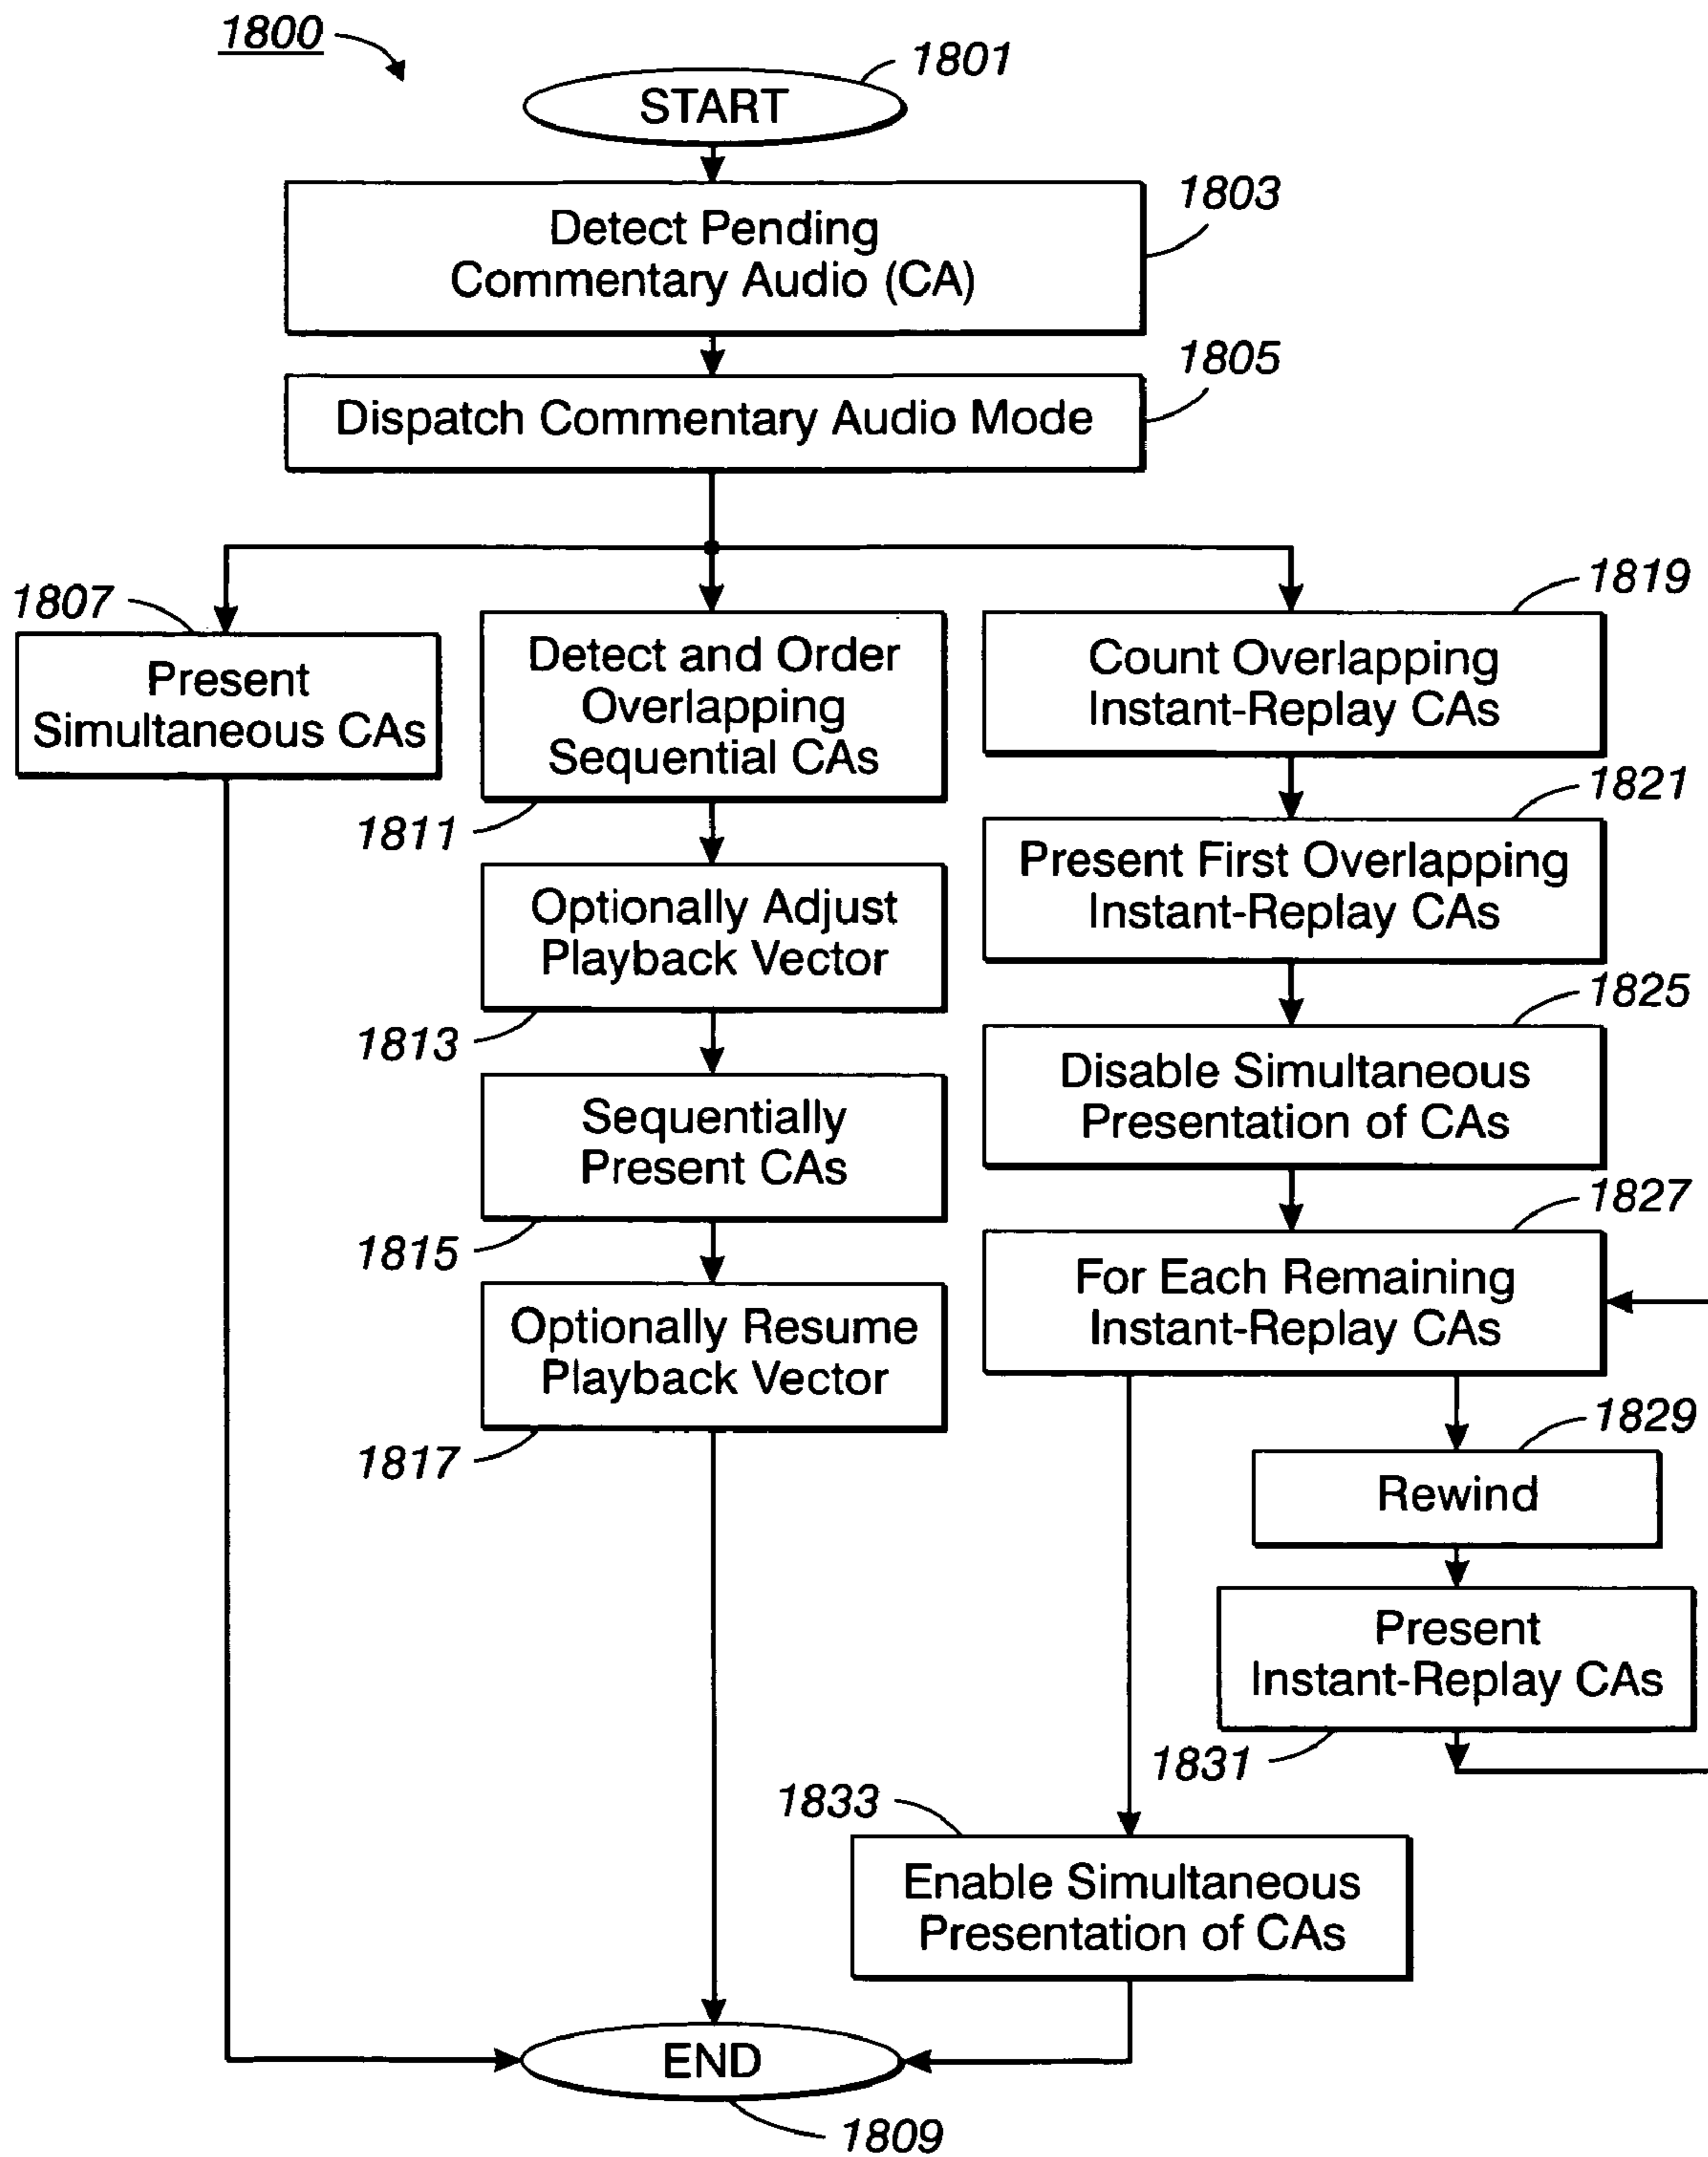 1800
1801
START
1803
Detect Pending
Commentary Audio (CA)
1805
Dispatch Commentary Audio Mode
1807
Present
Simultaneous CAs
Detect and Order
Overlapping
Sequential CAs
1811
Optionally Adjust
Playback Vector
1813
Sequentially
Present CAs
1815
Optionally Resume
Playback Vector
1817
1819
Count Overlapping
Instant-Replay CAs
1821
Present First Overlapping
Instant-Replay CAs
1825
Disable Simultaneous
Presentation of CAs
1827
For Each Remaining
Instant-Replay CAs
1829
Rewind
Present
Instant-Replay CAs
1831
1833
Enable Simultaneous
Presentation of CAs
END
1809